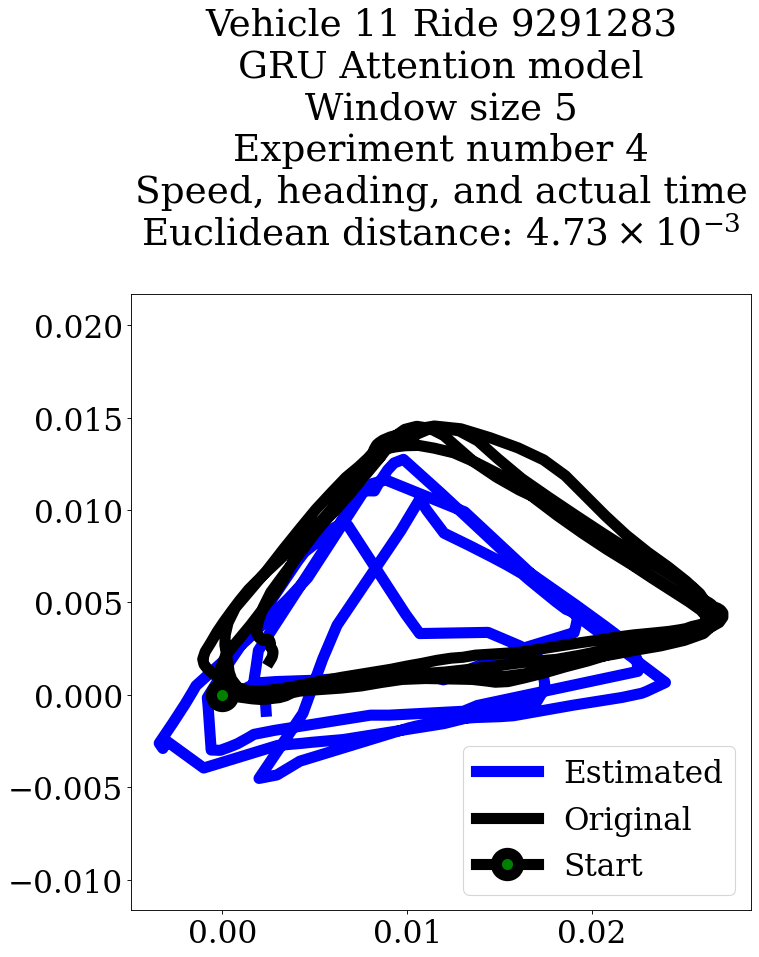 Vehicle 11 Ride 9291283
GRU Attention model
Window size 5
Experiment number 4
Speed, heading, and actual time
Euclidean distance: 4.73 × 10⁻³
0.020
0.015
0.010
0.005
0.000
−0.005
−0.010
Estimated
Original
Start
0.00 0.01 0.02